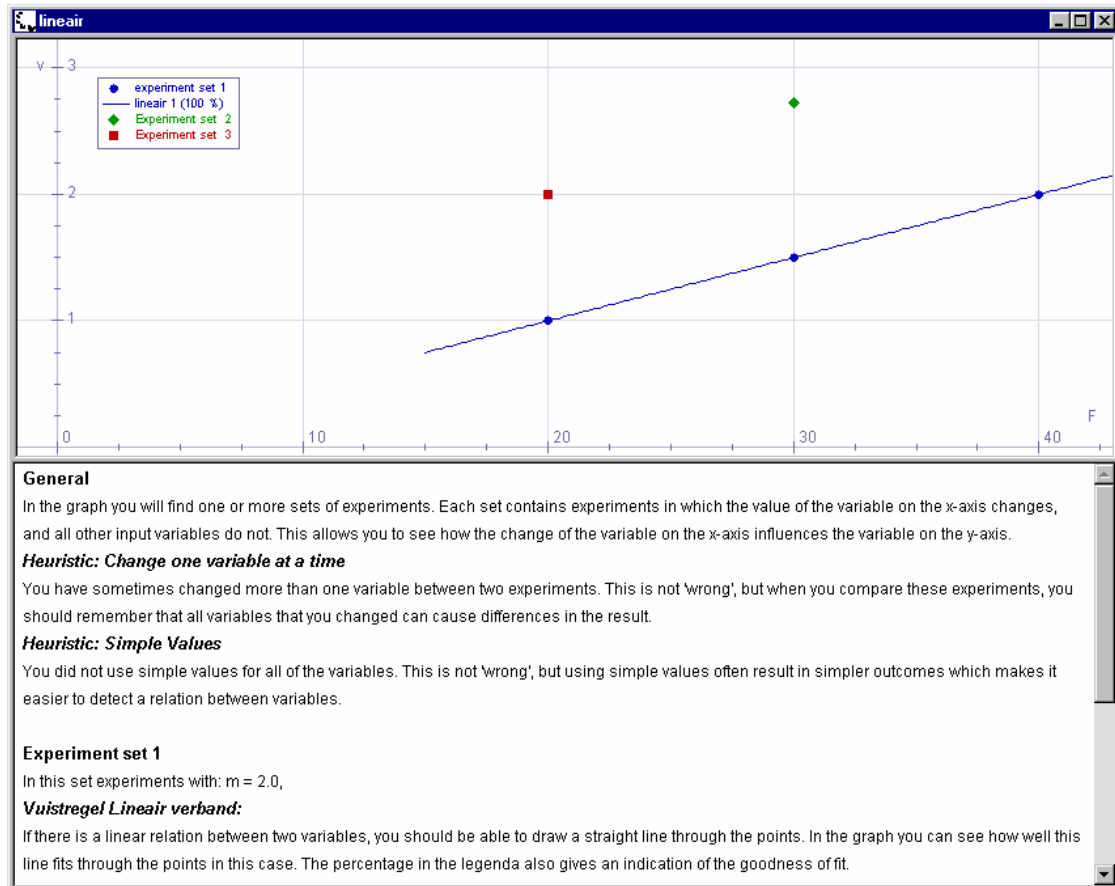 lineair
v
3
experiment set 1
lineair 1 (100 %)
Experiment set 2
Experiment set 3
2
1
F
0 10 20 30 40
General
In the graph you will find one or more sets of experiments. Each set contains experiments in which the value of the variable on the x-axis changes,
and all other input variables do not. This allows you to see how the change of the variable on the x-axis influences the variable on the y-axis.
Heuristic: Change one variable at a time
You have sometimes changed more than one variable between two experiments. This is not 'wrong', but when you compare these experiments, you
should remember that all variables that you changed can cause differences in the result.
Heuristic: Simple Values
You did not use simple values for all of the variables. This is not 'wrong', but using simple values often result in simpler outcomes which makes it
easier to detect a relation between variables.
Experiment set 1
In this set experiments with: m = 2.0,
Vuistregel Lineair verband:
If there is a linear relation between two variables, you should be able to draw a straight line through the points. In the graph you can see how well this
line fits through the points in this case. The percentage in the legenda also gives an indication of the goodness of fit.